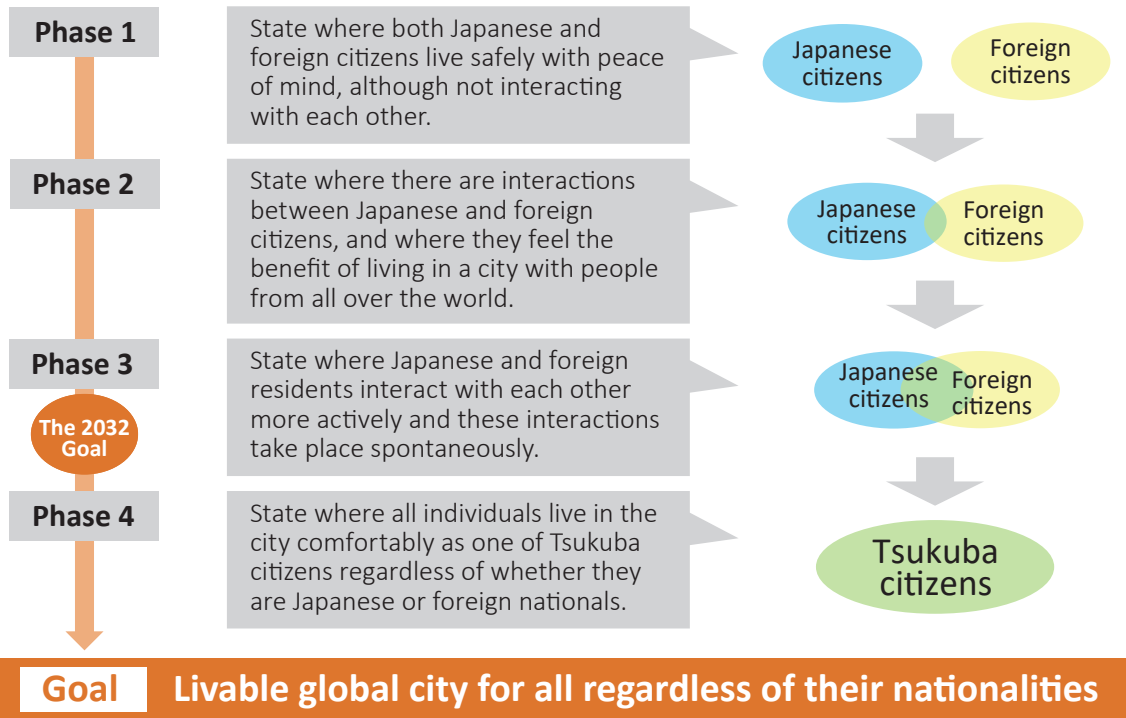 Phase 1
State where both Japanese and
foreign citizens live safely with peace
of mind, although not interacting
with each other.
Japanese
citizens
Foreign
citizens
Phase 2
State where there are interactions
between Japanese and foreign
citizens, and where they feel the
benefit of living in a city with people
from all over the world.
Japanese
citizens
Foreign
citizens
Phase 3
The 2032
Goal
State where Japanese and foreign
residents interact with each other
more actively and these interactions
take place spontaneously.
Japanese
citizens
Foreign
citizens
Phase 4
State where all individuals live in the
city comfortably as one of Tsukuba
citizens regardless of whether they
are Japanese or foreign nationals.
Tsukuba
citizens
Goal Livable global city for all regardless of their nationalities